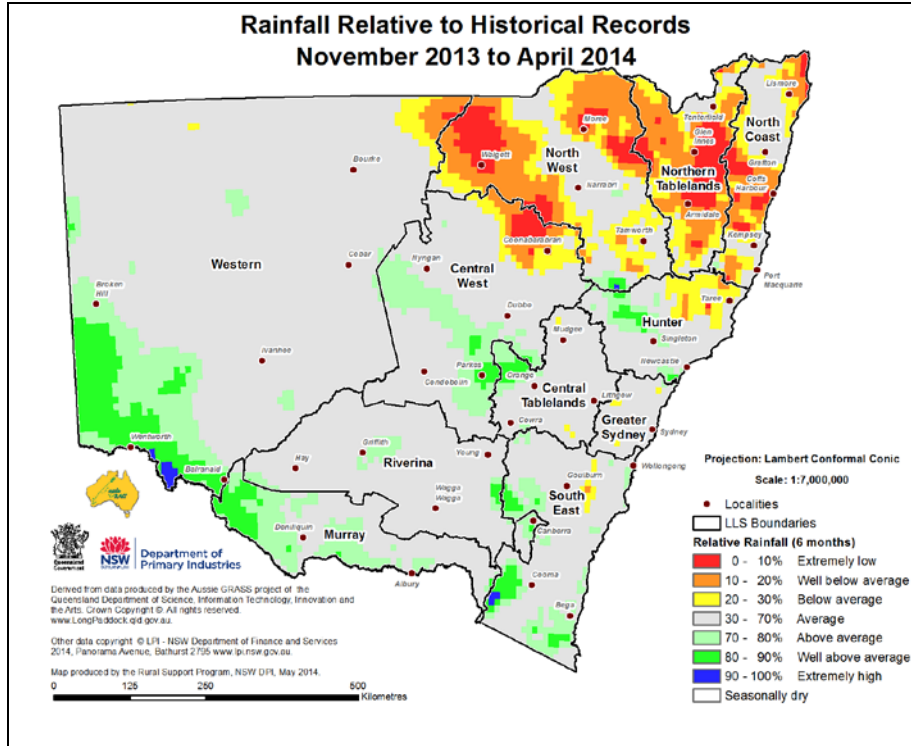 Rainfall Relative to Historical Records
November 2013 to April 2014
Lismore
North
Coast
Tenterfield
Glen
Innes
Moree
North
West
Walgett
Bourke
Grafton
Coffs
Harbour
Northern
Tablelands
Narrabri
Armidale
Kempsey
Tamworth
Coonabarabran
Port
Macquarie
Western
Cobar
Nyngan
Central
West
Broken
Hill
Taree
Dubbo
Hunter
Mudgee
Singleton
Ivanhoe
Newcastle
Parkes
Orange
Condobolin
Central
Tablelands
Lithgow
Cowra
Greater
Sydney
Sydney
Wentworth
Griffith
Young
Hay
Riverina
Balranald
Wollongong
Goulburn
South
East
Wagga
Wagga
Canberra
Deniliquin
Murray
Albury
Cooma
Bega
Projection: Lambert Conformal Conic
Scale: 1:7,000,000
Localities
LLS Boundaries
Relative Rainfall (6 months)
0 - 10% Extremely low
10 - 20% Well below average
20 - 30% Below average
30 - 70% Average
70 - 80% Above average
80 - 90% Well above average
90 - 100% Extremely high
Seasonally dry
Queensland
Government
NSW
GOVERNMENT
Department of
Primary Industries
Derived from data produced by the Aussie GRASS project of the
Queensland Department of Science, Information Technology, Innovation and
the Arts. Crown Copyright ©. All rights reserved.
www.LongPaddock.qld.gov.au.
Other data copyright © LPI - NSW Department of Finance and Services
2014, Panorama Avenue, Bathurst 2795 www.lpi.nsw.gov.au.
Map produced by the Rural Support Program, NSW DPI, May 2014.
0 125 250 500
Kilometres